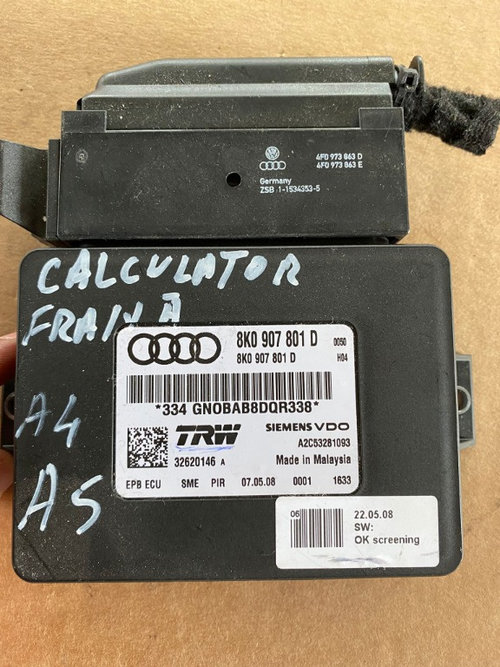 4F0 973 863 D
4F0 973 863 E
Germany
ZSB 1-1534353-5
CALCULATOR
FRANA
A4
A5
8K0 907 801 D 0050
8K0 907 801 D H04
*334 GNOBAB8DQR338*
TRW SIEMENS VDO
A2C53281093
32620146 A Made in Malaysia
EPB ECU SME PIR 07.05.08 0001 1633
06 22.05.08
SW:
OK screening